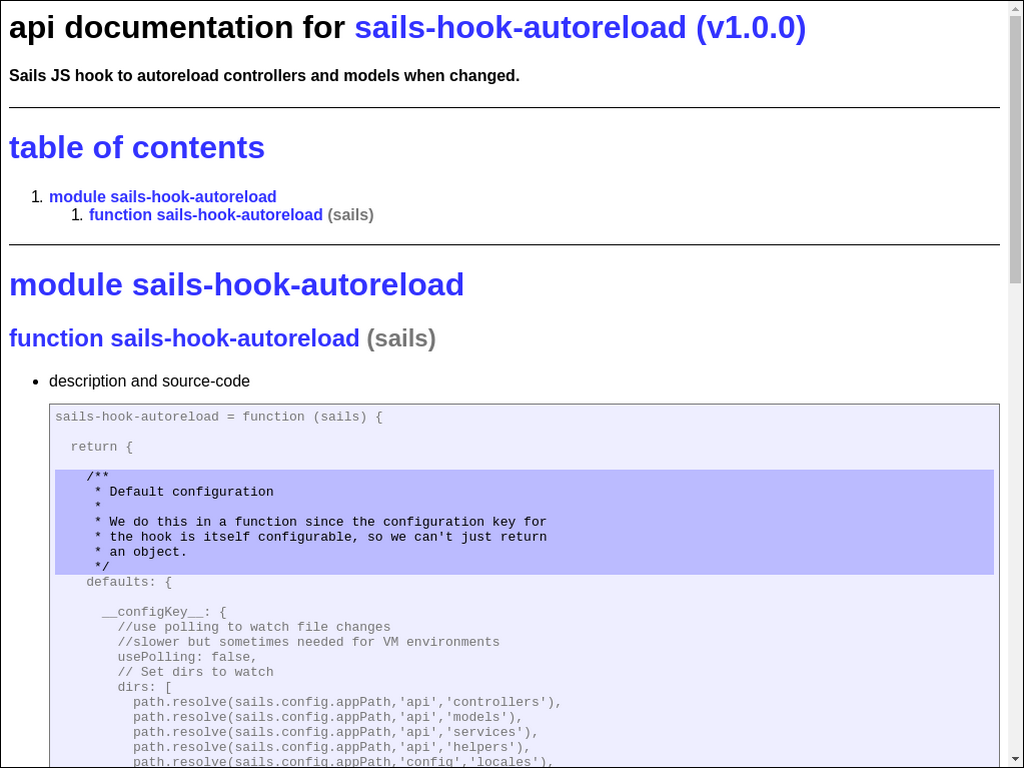 api documentation for sails-hook-autoreload (v1.0.0)
Sails JS hook to autoreload controllers and models when changed.
table of contents
1. module sails-hook-autoreload
1. function sails-hook-autoreload (sails)
module sails-hook-autoreload
function sails-hook-autoreload (sails)
• description and source-code
sails-hook-autoreload = function (sails) {
return {
/**
* Default configuration
*
* We do this in a function since the configuration key for
* the hook is itself configurable, so we can't just return
* an object.
*/
defaults: {
__configKey__: {
//use polling to watch file changes
//slower but sometimes needed for VM environments
usePolling: false,
// Set dirs to watch
dirs: [
path.resolve(sails.config.appPath,'api','controllers'),
path.resolve(sails.config.appPath,'api','models'),
path.resolve(sails.config.appPath,'api','services'),
path.resolve(sails.config.appPath,'api','helpers'),
path.resolve(sails.config.appPath,'config','locales'),